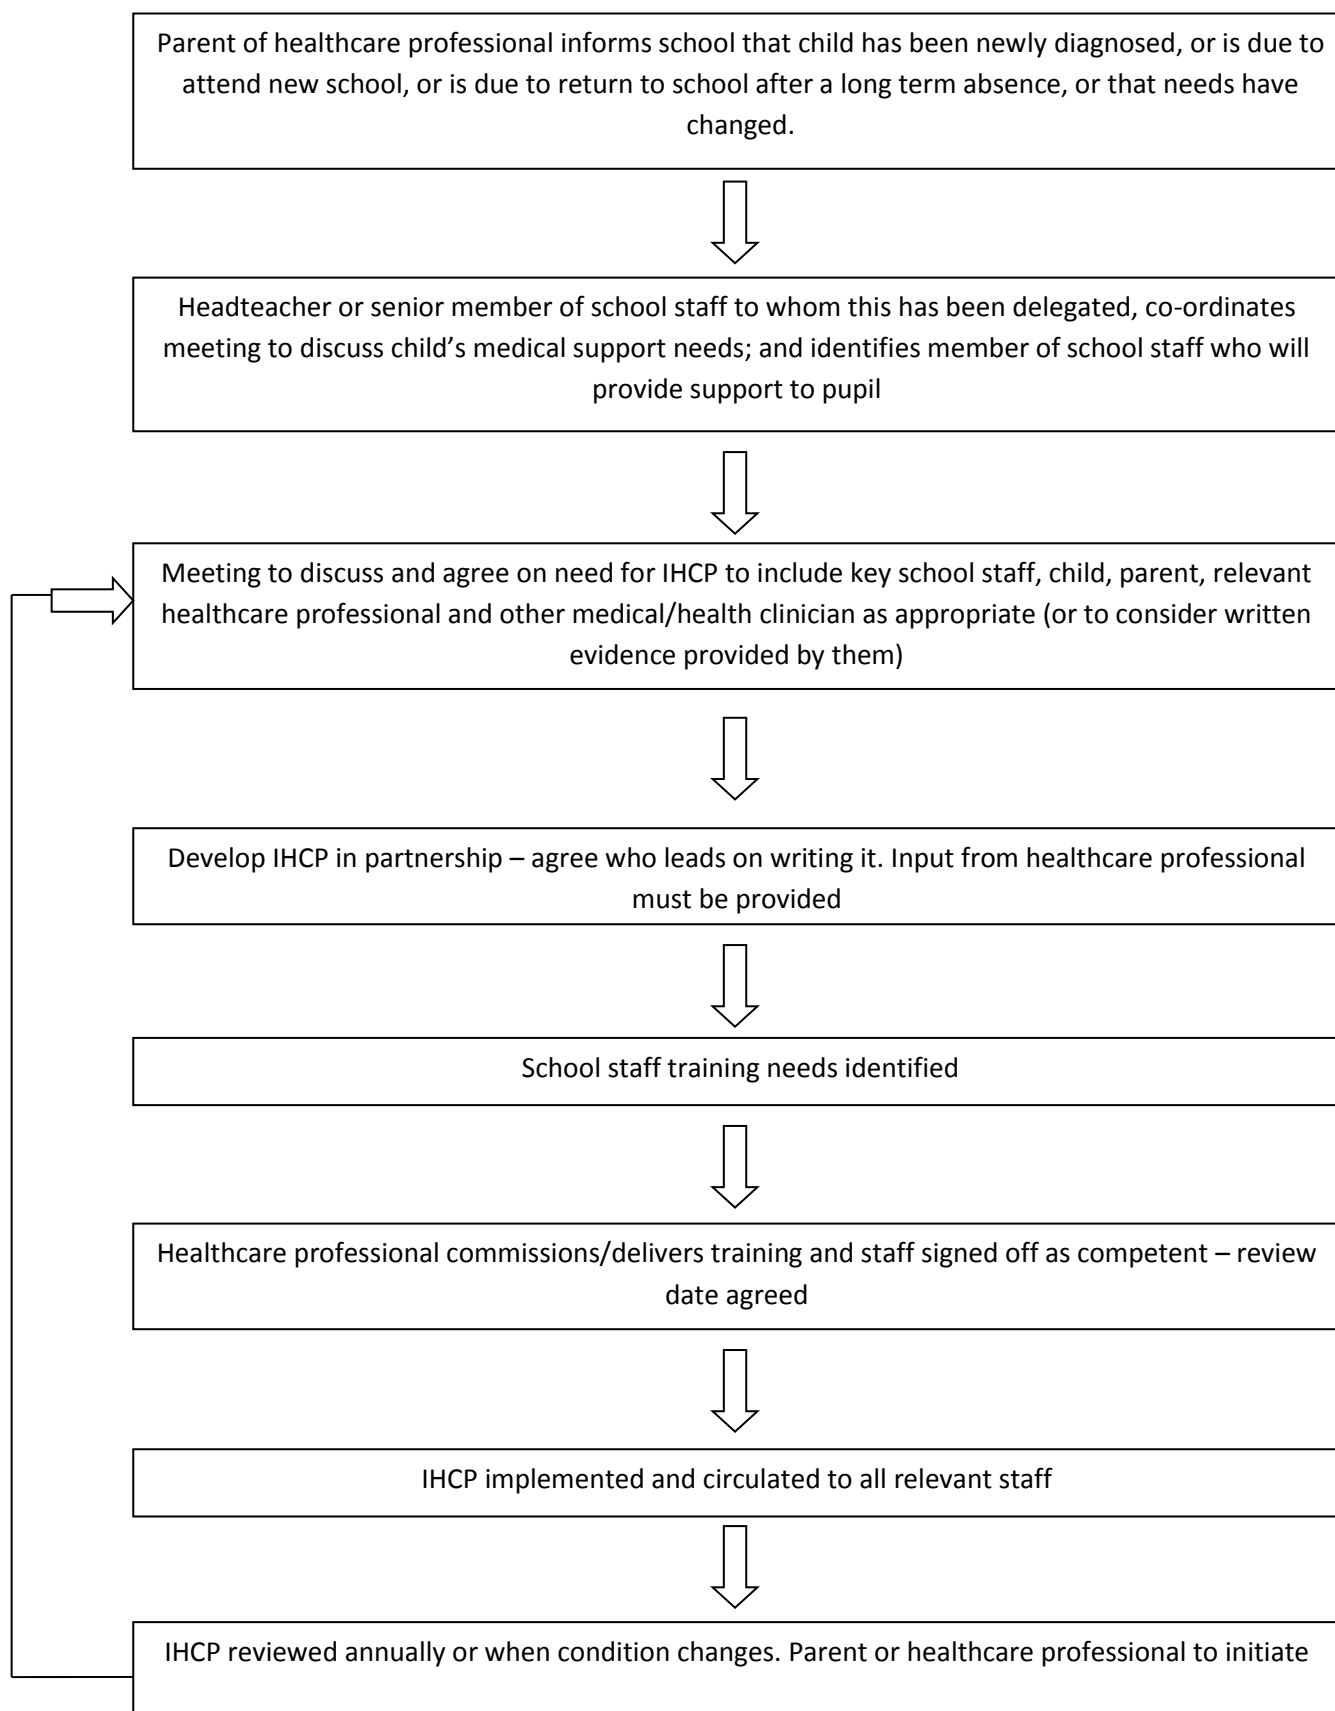 Parent of healthcare professional informs school that child has been newly diagnosed, or is due to
attend new school, or is due to return to school after a long term absence, or that needs have
changed.
Headteacher or senior member of school staff to whom this has been delegated, co-ordinates
meeting to discuss child’s medical support needs; and identifies member of school staff who will
provide support to pupil
Meeting to discuss and agree on need for IHCP to include key school staff, child, parent, relevant
healthcare professional and other medical/health clinician as appropriate (or to consider written
evidence provided by them)
Develop IHCP in partnership – agree who leads on writing it. Input from healthcare professional
must be provided
School staff training needs identified
Healthcare professional commissions/delivers training and staff signed off as competent – review
date agreed
IHCP implemented and circulated to all relevant staff
IHCP reviewed annually or when condition changes. Parent or healthcare professional to initiate